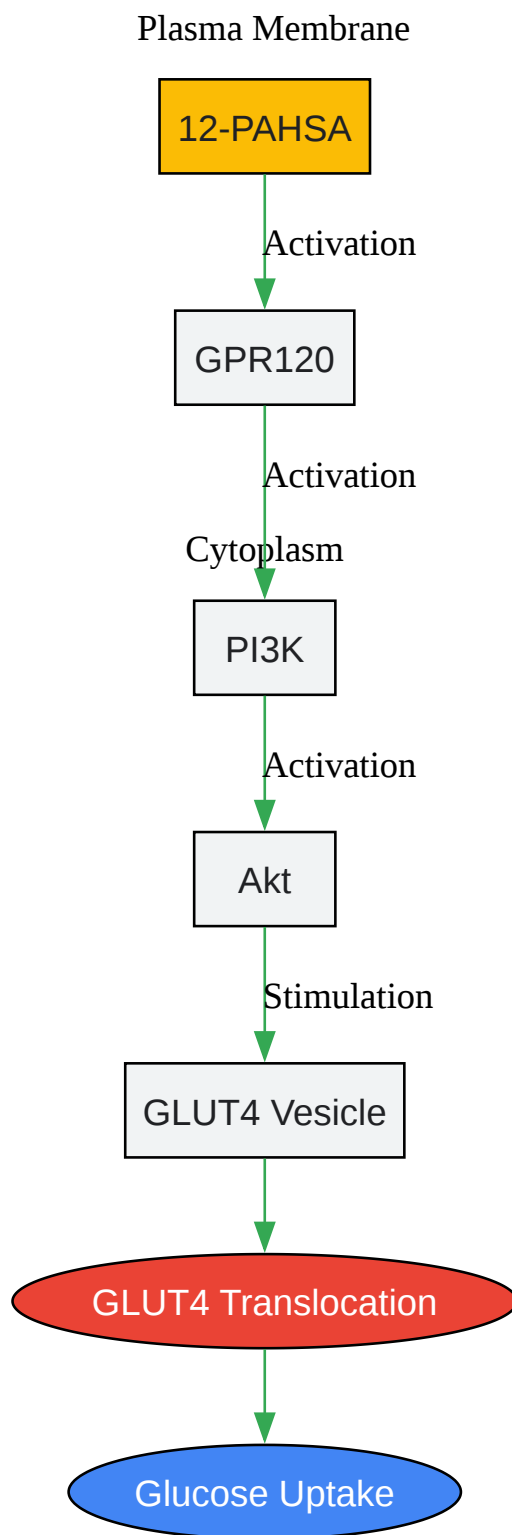 Plasma Membrane
12-PAHSA
Activation
GPR120
Activation
Cytoplasm
PI3K
Activation
Akt
Stimulation
GLUT4 Vesicle
GLUT4 Translocation
Glucose Uptake